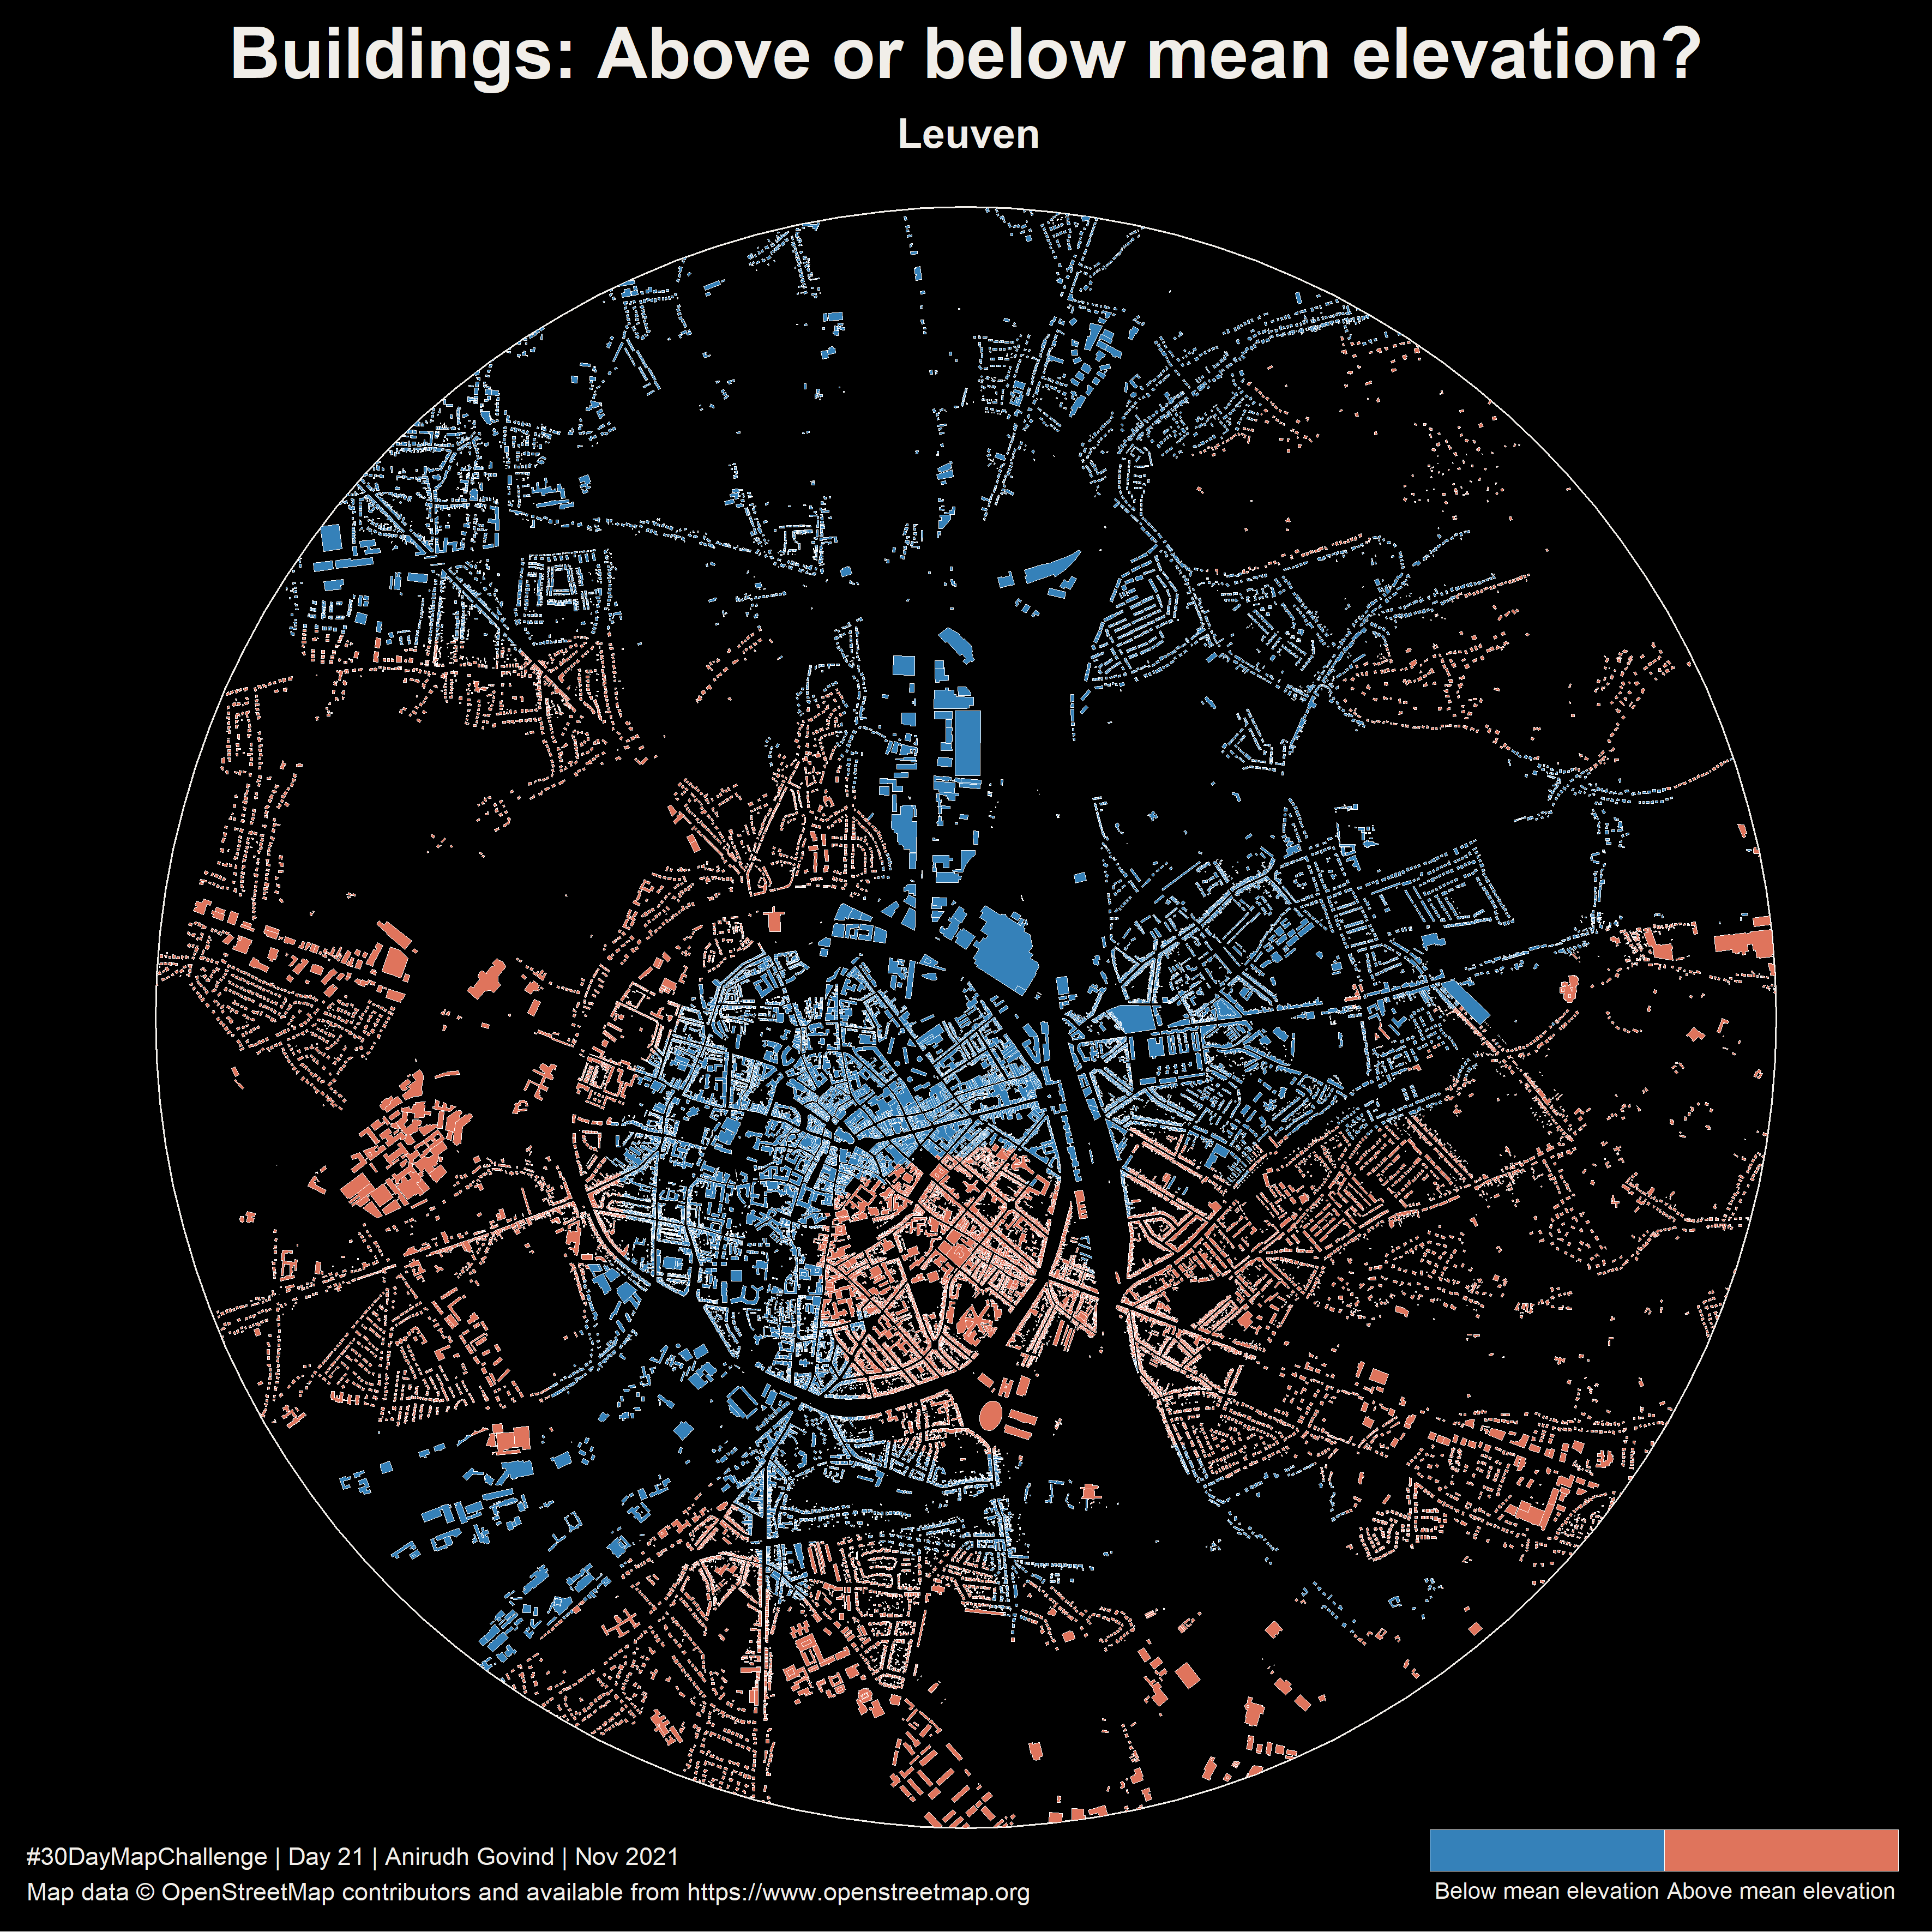 Buildings: Above or below mean elevation?
Leuven
#30DayMapChallenge | Day 21 | Anirudh Govind | Nov 2021
Map data © OpenStreetMap contributors and available from https://www.openstreetmap.org
Below mean elevation Above mean elevation